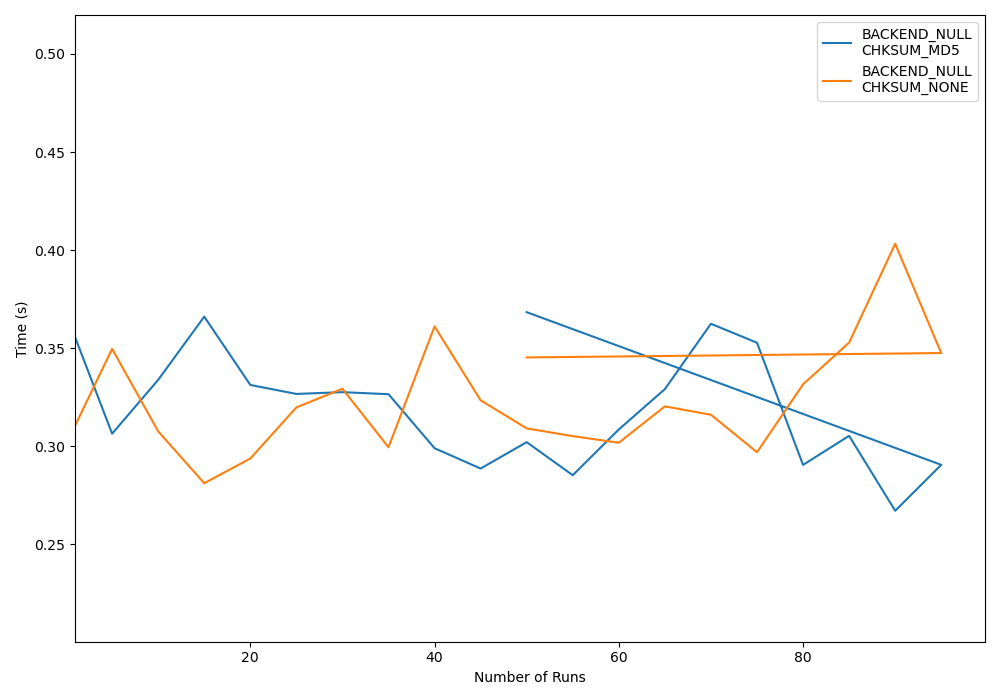 BACKEND_NULL
CHKSUM_MD5
BACKEND_NULL
CHKSUM_NONE
0.50
0.45
0.40
0.35
0.30
0.25
Time (s)
20 40 60 80
Number of Runs